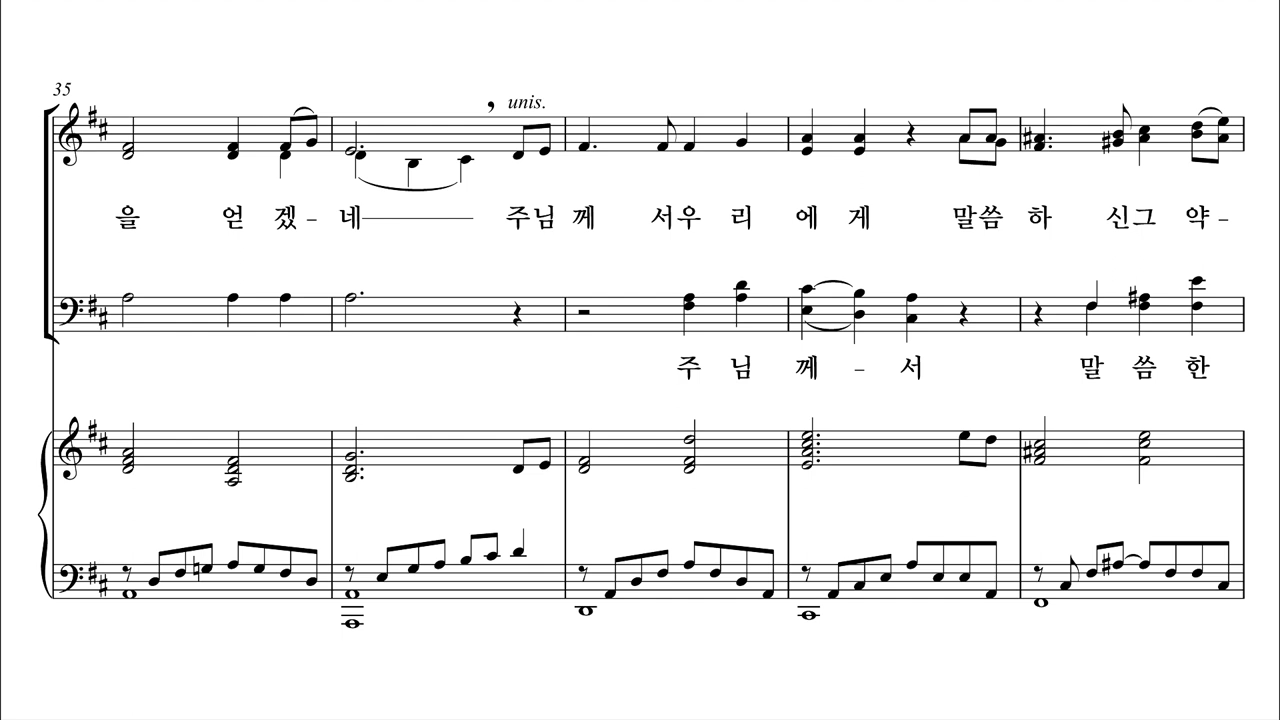 35
unis.
을 얻 겠 - 네 주님 께 서우 리 에 게 말씀 하 신그 약 -
주 님 께 - 서 말 씀 한